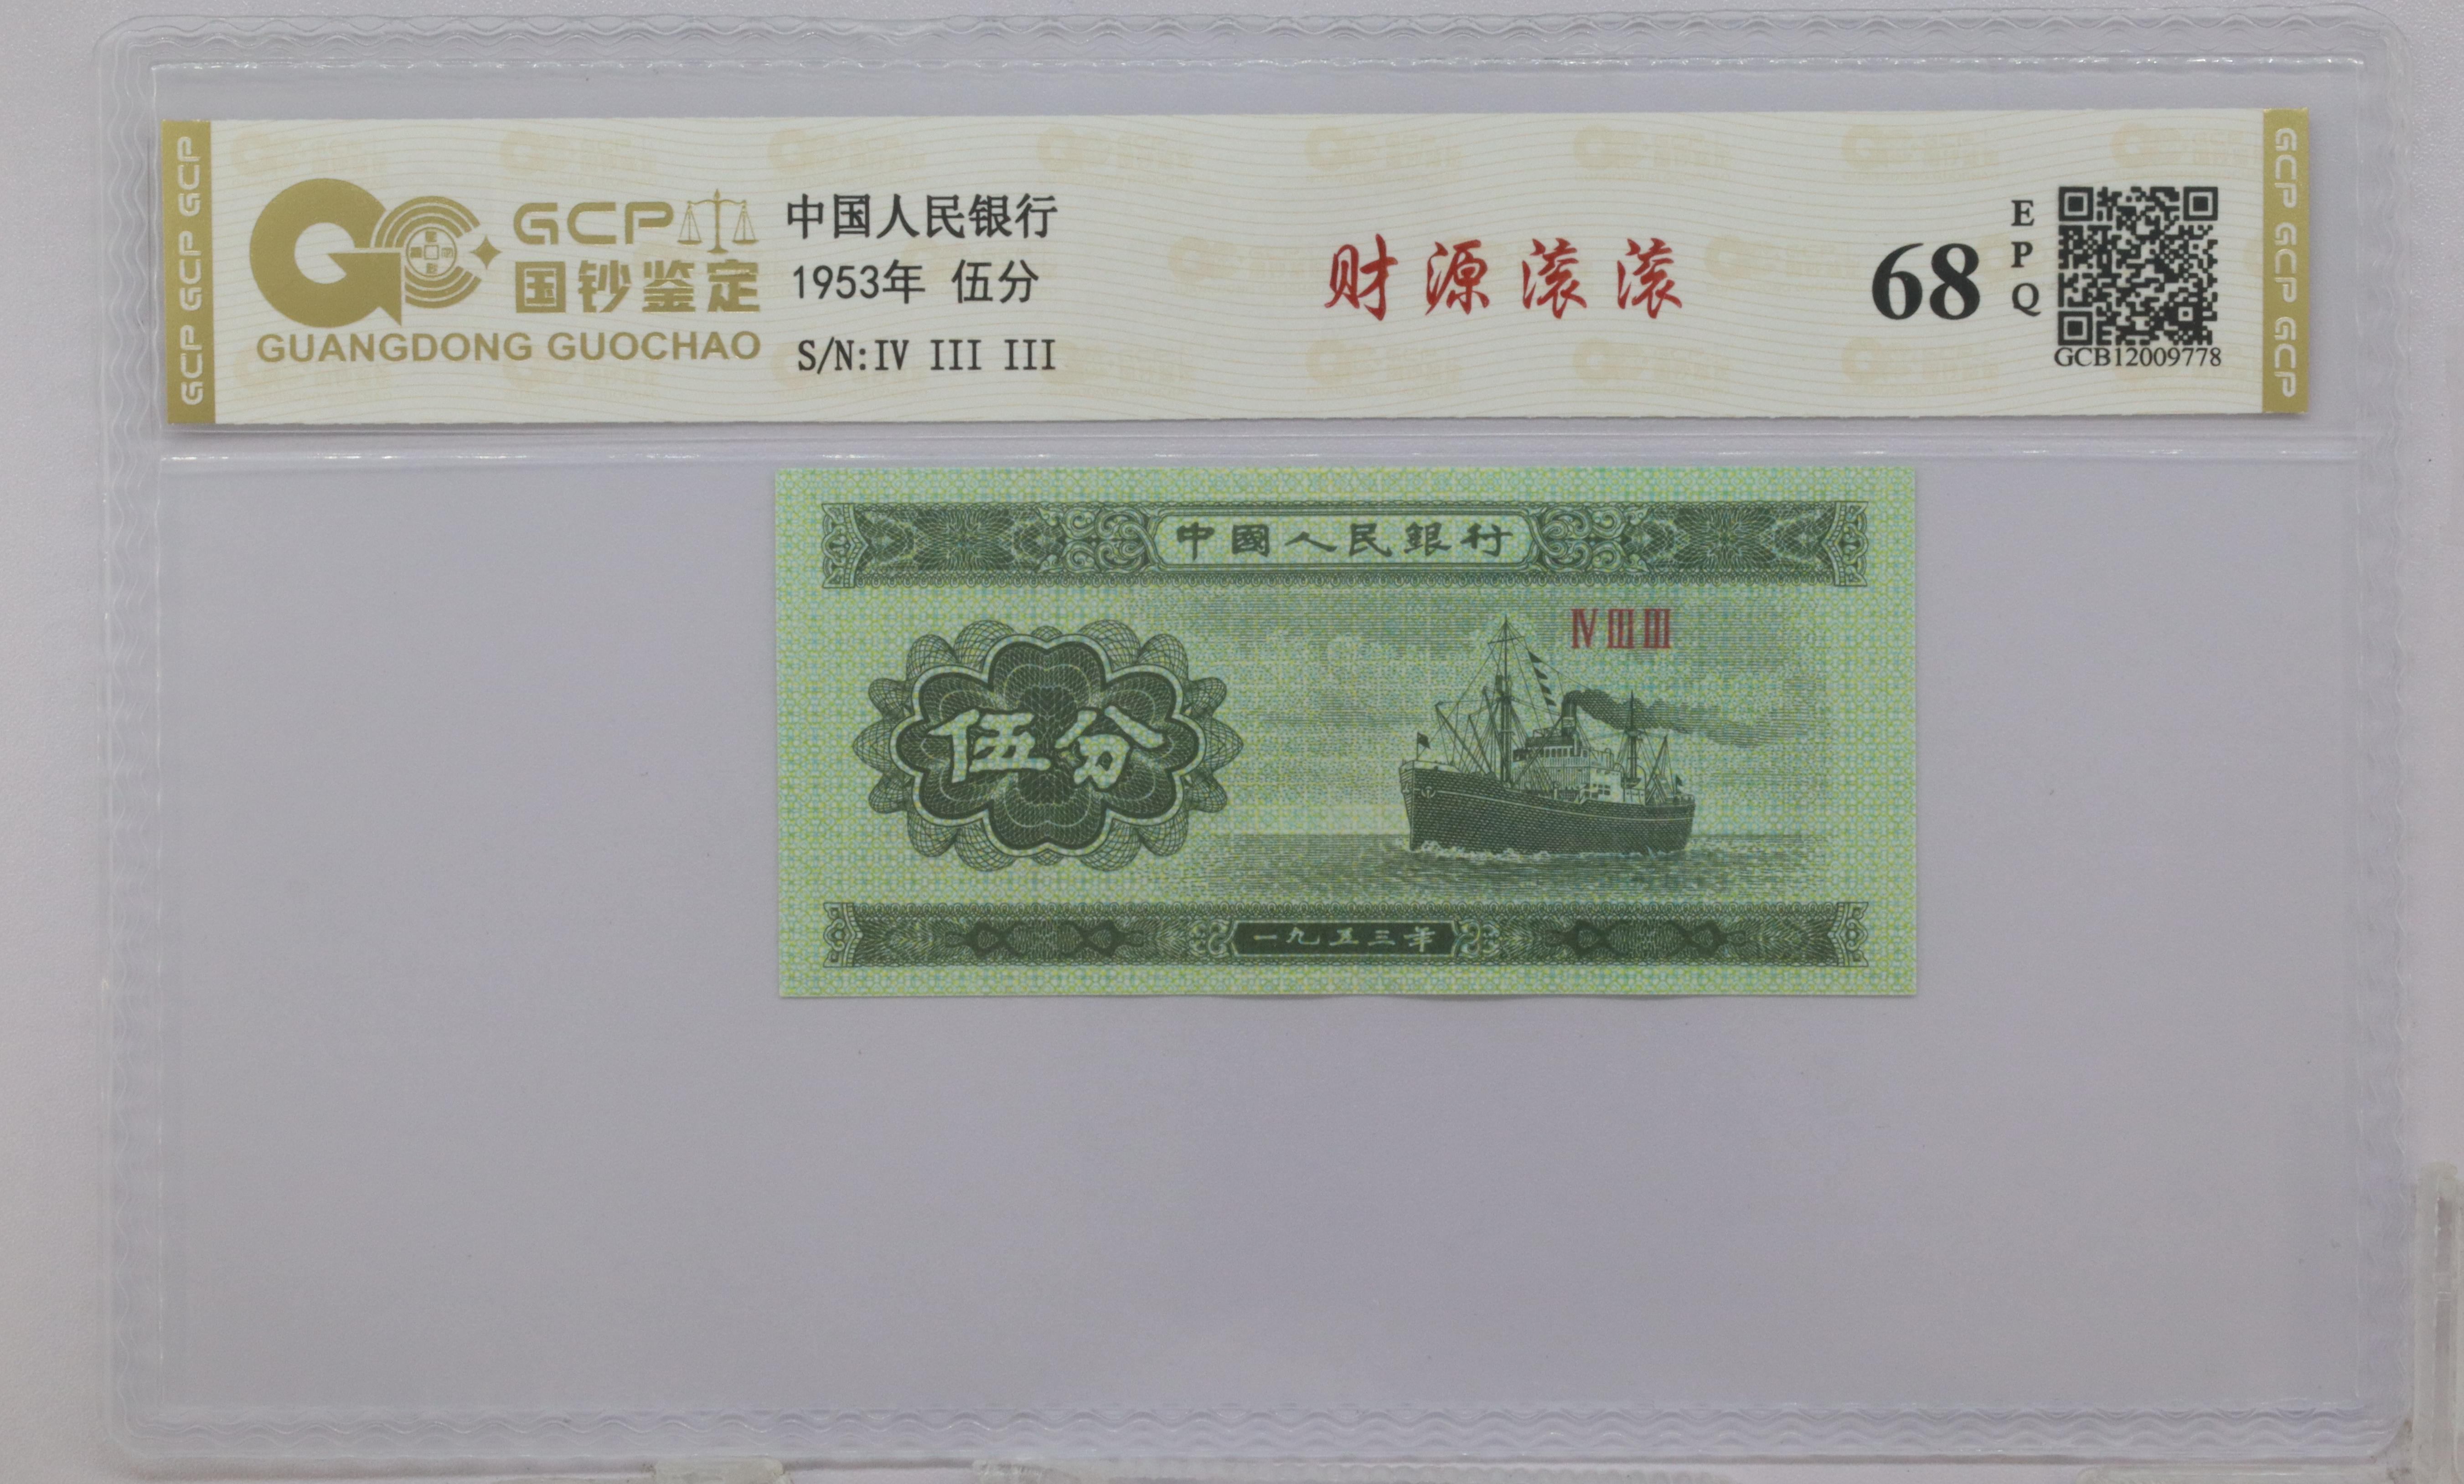 GCP GCP GCP
GCP
国钞鉴定
GUANGDONG GUOCHAO
中国人民银行
1953年 伍分
S/N:IV III III
财源滚滚
68
EPQ
GCB12009778
GCP GCP GCP
中國人民銀行
IV III III
伍分
一九五三年